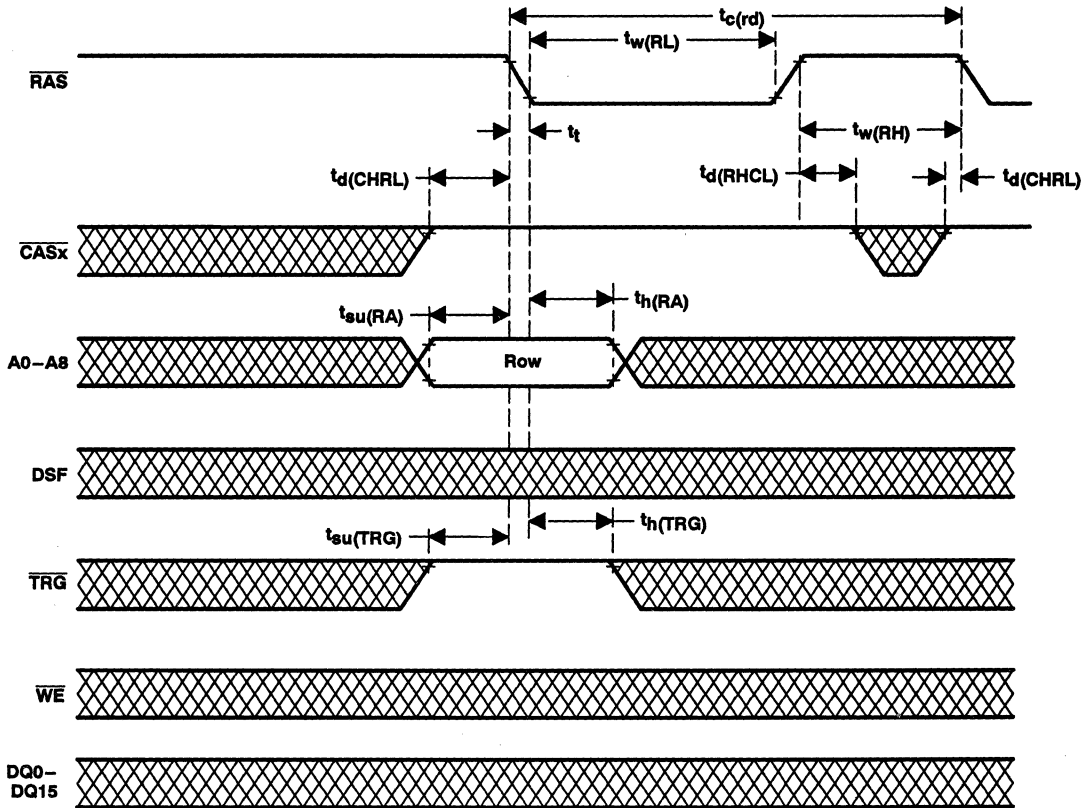 tc(rd)
tw(RL)
RAS
tt
tw(RH)
td(CHRL)
td(RHCL)
td(CHRL)
CASx
tsu(RA)
th(RA)
A0–A8
Row
DSF
tsu(TRG)
th(TRG)
TRG
WE
DQ0–
DQ15